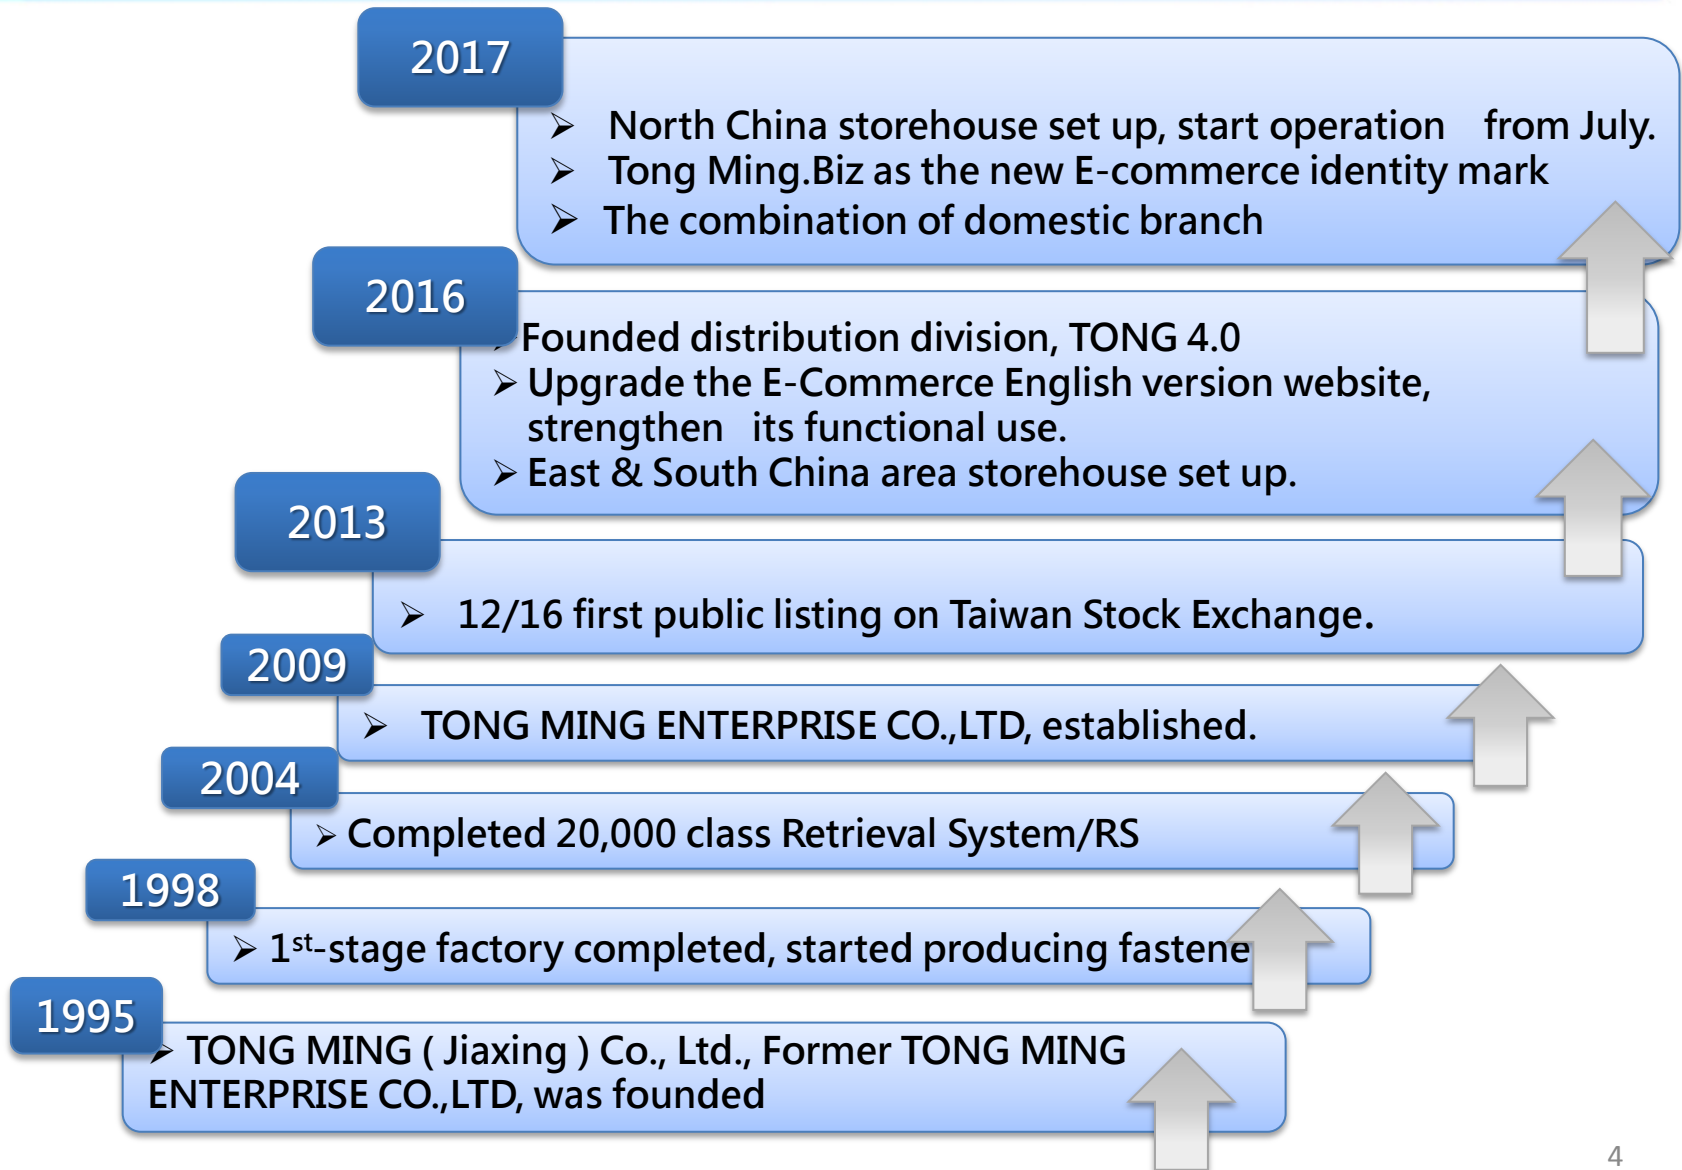 2017
➢ North China storehouse set up, start operation from July.
➢ Tong Ming.Biz as the new E-commerce identity mark
➢ The combination of domestic branch
2016
➢ Founded distribution division, TONG 4.0
➢ Upgrade the E-Commerce English version website,
strengthen its functional use.
➢ East & South China area storehouse set up.
2013
➢ 12/16 first public listing on Taiwan Stock Exchange.
2009
➢ TONG MING ENTERPRISE CO.,LTD, established.
2004
➢ Completed 20,000 class Retrieval System/RS
1998
➢ 1st-stage factory completed, started producing fastene
1995
➢ TONG MING ( Jiaxing ) Co., Ltd., Former TONG MING
ENTERPRISE CO.,LTD, was founded
4